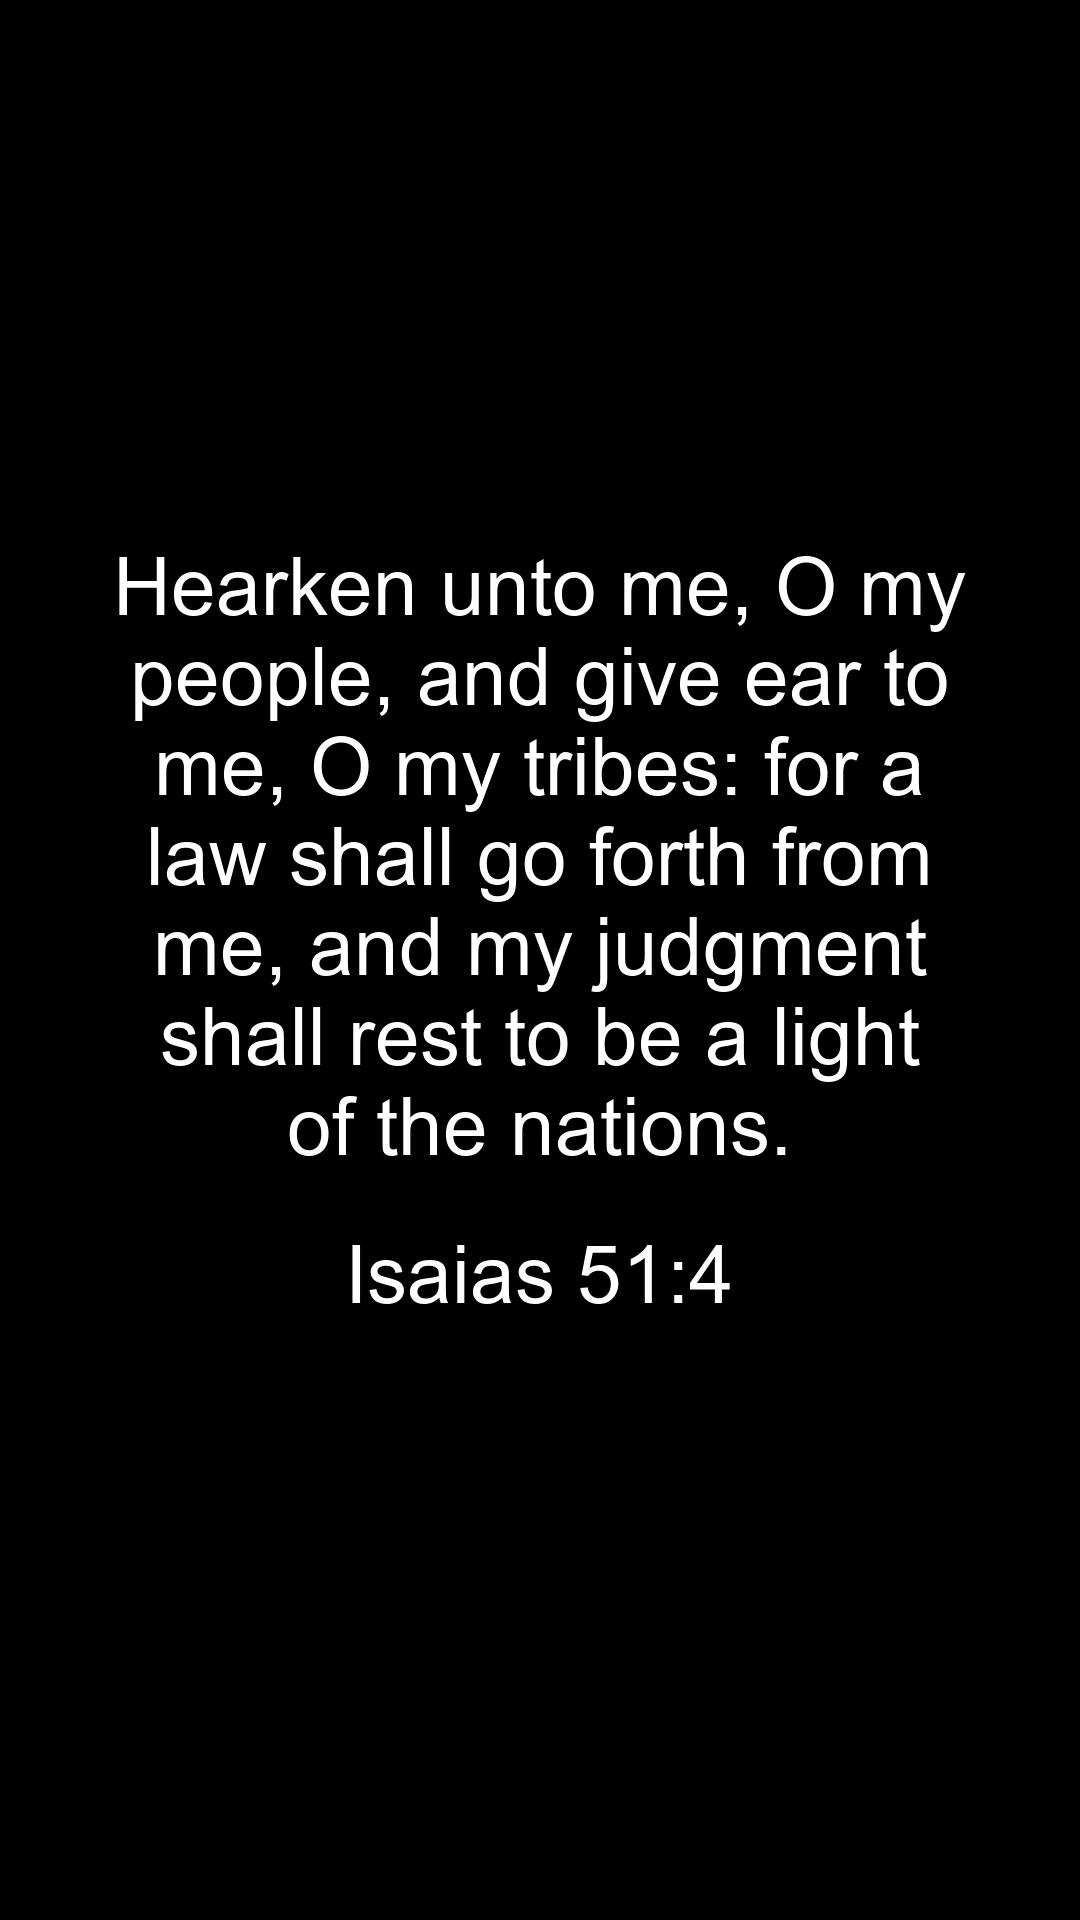 Hearken unto me, O my
people, and give ear to
me, O my tribes: for a
law shall go forth from
me, and my judgment
shall rest to be a light
of the nations.
Isaias 51:4